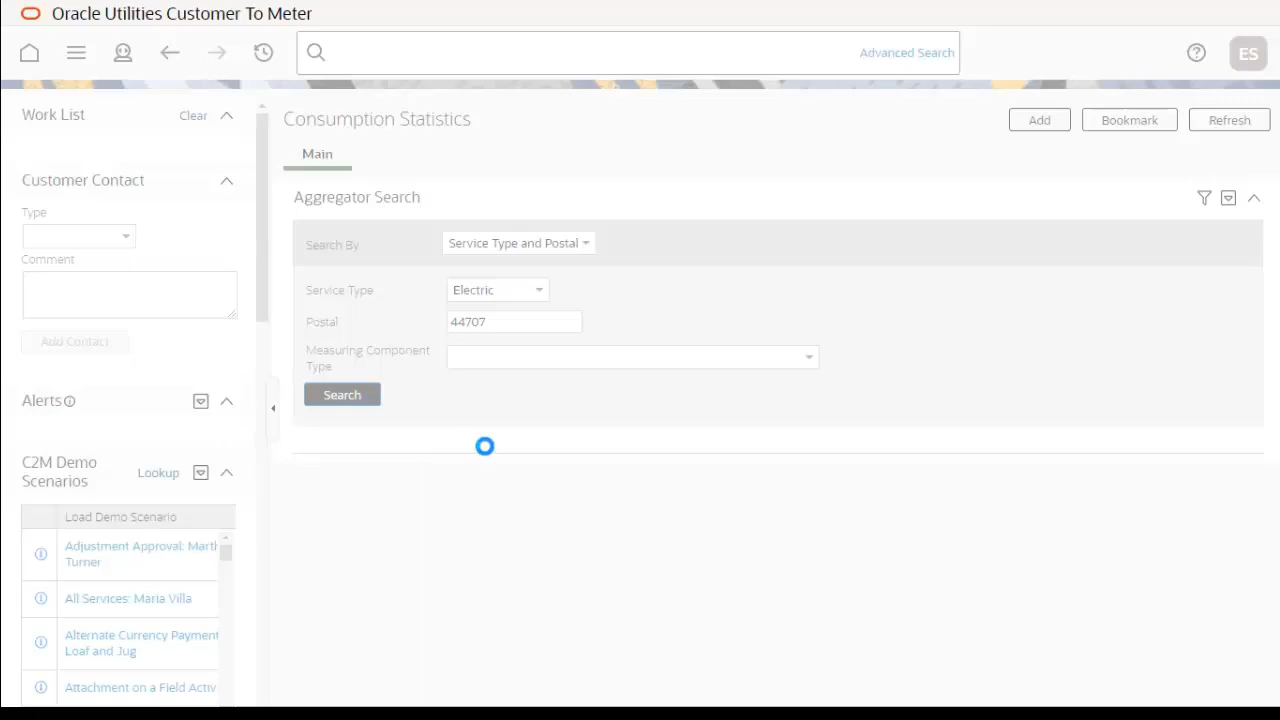 Oracle Utilities Customer To Meter
Advanced Search
ES
Work List
Clear
Customer Contact
Type
Comment
Add Contact
Alerts
C2M Demo
Scenarios
Lookup
Load Demo Scenario
Adjustment Approval: Marth
Turner
All Services: Maria Villa
Alternate Currency Payment
Loaf and Jug
Attachment on a Field Activ
Consumption Statistics
Add
Bookmark
Refresh
Main
Aggregator Search
Search By
Service Type and Postal
Service Type
Electric
Postal
44707
Measuring Component
Type
Search